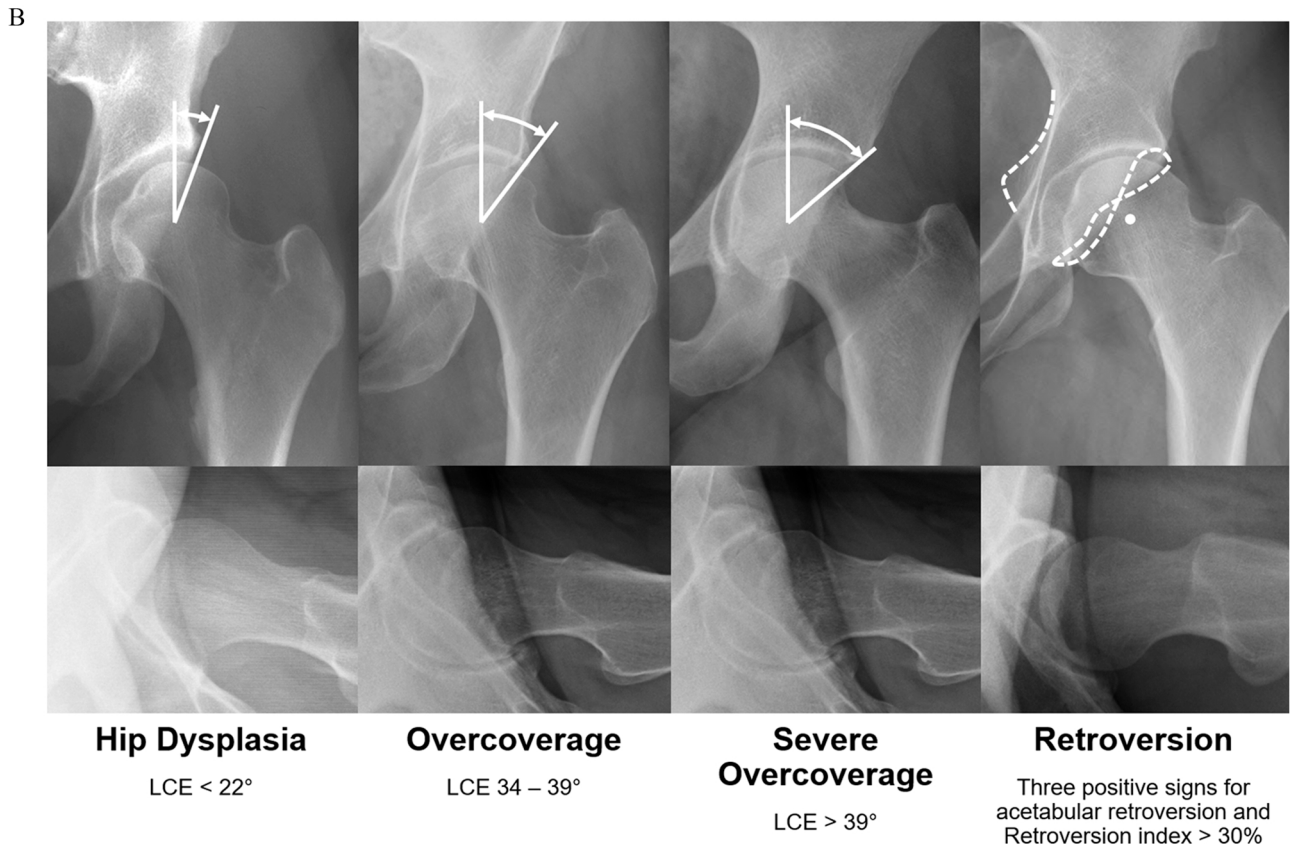 B
Hip Dysplasia
LCE < 22°
Overcoverage
LCE 34 – 39°
Severe
Overcoverage
LCE > 39°
Retroversion
Three positive signs for
acetabular retroversion and
Retroversion index > 30%